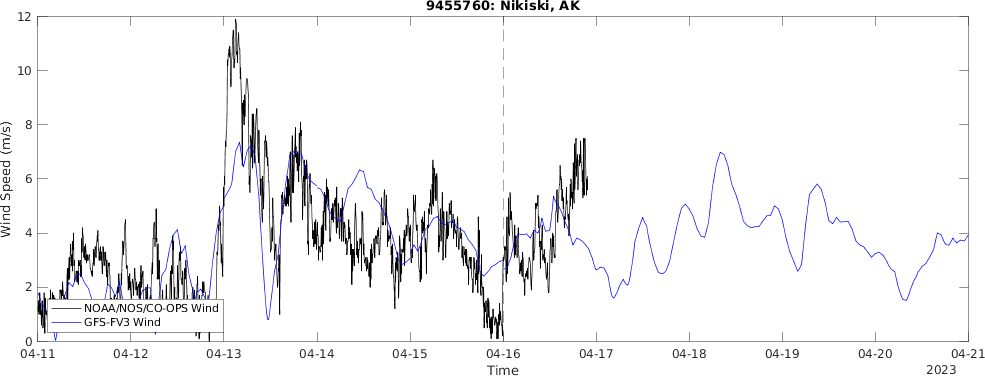 9455760: Nikiski, AK
12
10
8
6
4
2
0
Wind Speed (m/s)
NOAA/NOS/CO-OPS Wind
GFS-FV3 Wind
04-11 04-12 04-13 04-14 04-15 04-16 04-17 04-18 04-19 04-20 04-21
Time
2023